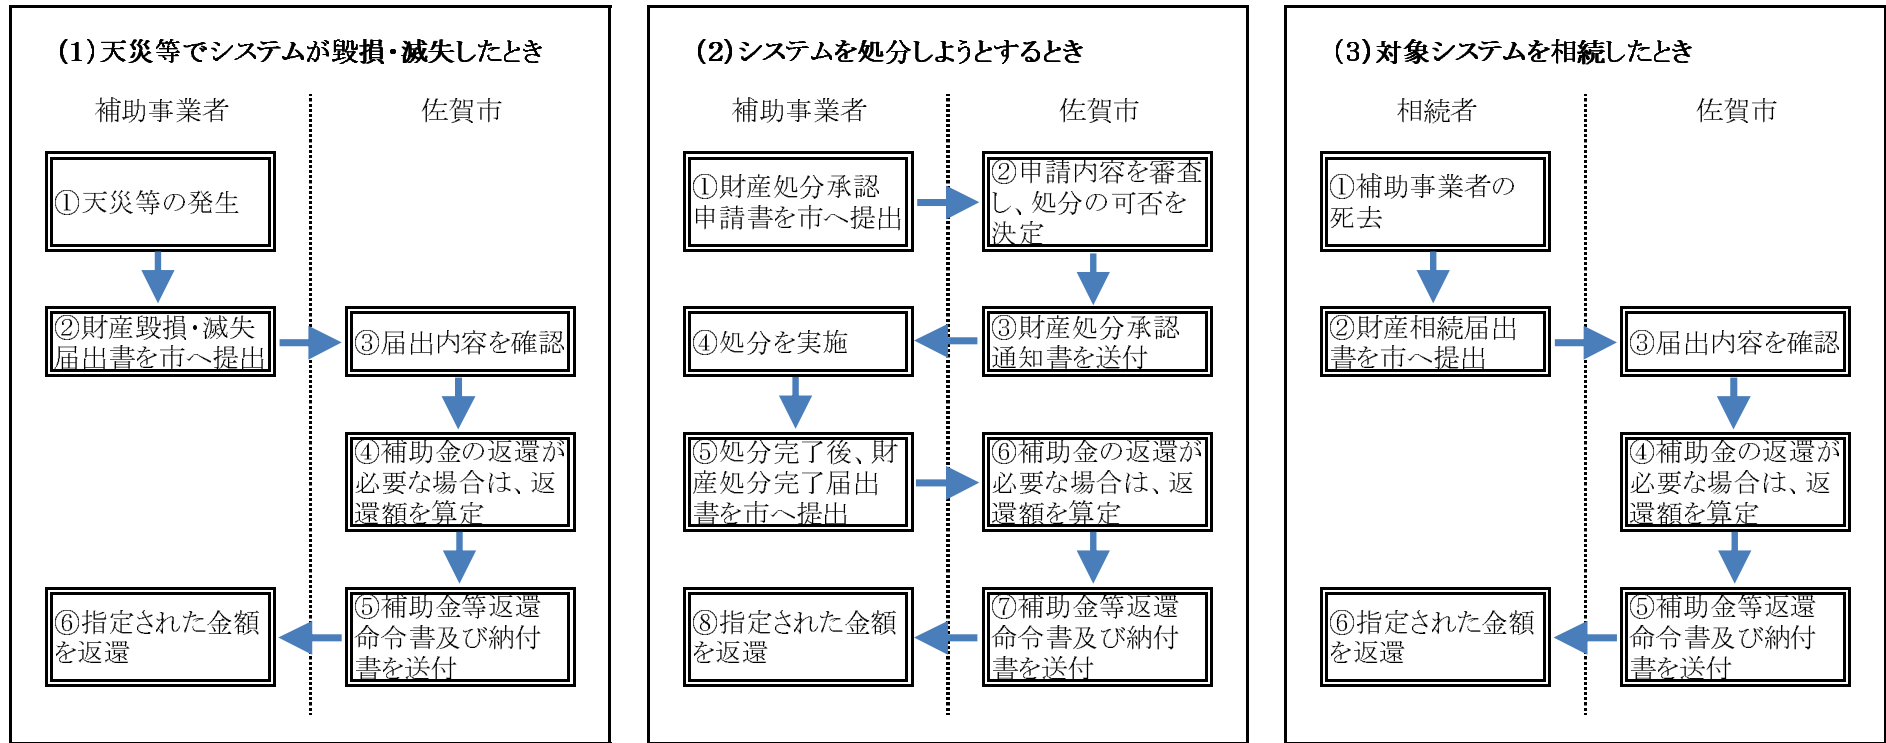 (1)天災等でシステムが毀損・滅失したとき
補助事業者
佐賀市
①天災等の発生
②財産毀損・滅失
届出書を市へ提出
③届出内容を確認
④補助金の返還が
必要な場合は、返
還額を算定
⑤補助金等返還
命令書及び納付
書を送付
⑥指定された金額
を返還
(2)システムを処分しようとするとき
補助事業者
佐賀市
①財産処分承認
申請書を市へ提出
②申請内容を審査
し、処分の可否を
決定
③財産処分承認
通知書を送付
④処分を実施
⑤処分完了後、財
産処分完了届出
書を市へ提出
⑥補助金の返還が
必要な場合は、返
還額を算定
⑦補助金等返還
命令書及び納付
書を送付
⑧指定された金額
を返還
(3)対象システムを相続したとき
相続者
佐賀市
①補助事業者の
死去
②財産相続届出
書を市へ提出
③届出内容を確認
④補助金の返還が
必要な場合は、返
還額を算定
⑤補助金等返還
命令書及び納付
書を送付
⑥指定された金額
を返還